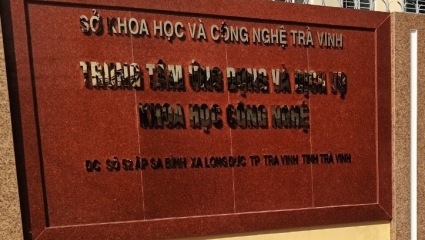 SỞ KHOA HỌC VÀ CÔNG NGHỆ TRÀ VINH
TRUNG TÂM ỨNG DỤNG VÀ DỊCH VỤ
KHOA HỌC CÔNG NGHỆ
ĐC SỐ 52 ẤP SA BÌNH XÃ LONG ĐỨC TP TRÀ VINH TỈNH TRÀ VINH